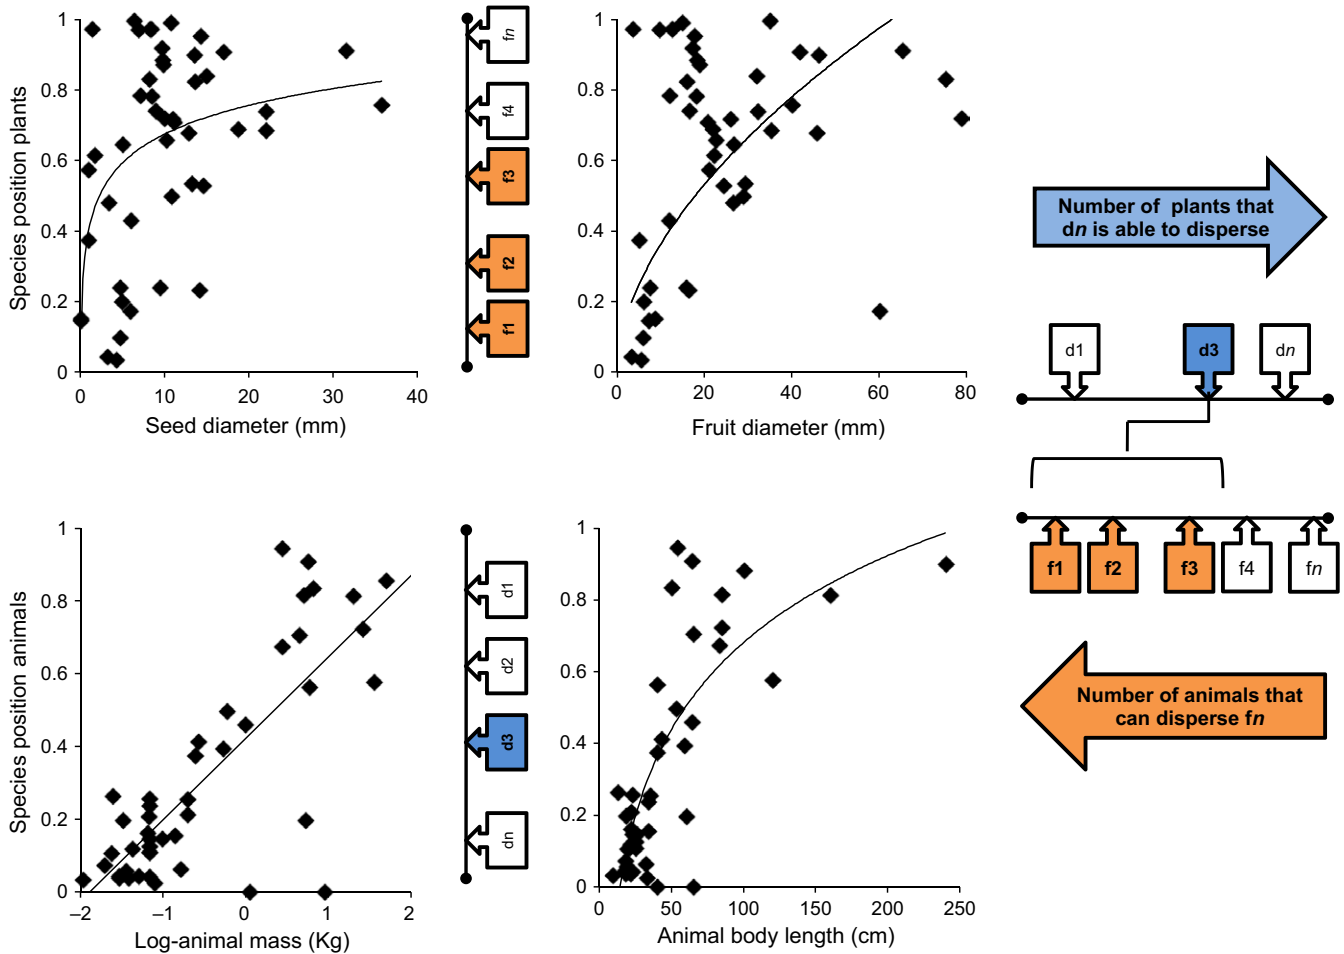 Species position plants
1
0.8
0.6
0.4
0.2
0
0
10
20
30
40
Seed diameter (mm)
fn
f4
f3
f2
f1
1
0.8
0.6
0.4
0.2
0
0
20
40
60
80
Fruit diameter (mm)
Number of plants that
dn is able to disperse
d1
d3
dn
f1
f2
f3
f4
fn
Number of animals that
can disperse fn
Species position animals
1
0.8
0.6
0.4
0.2
0
–2
–1
0
1
2
Log-animal mass (Kg)
d1
d2
d3
dn
1
0.8
0.6
0.4
0.2
0
0
50
100
150
200
250
Animal body length (cm)